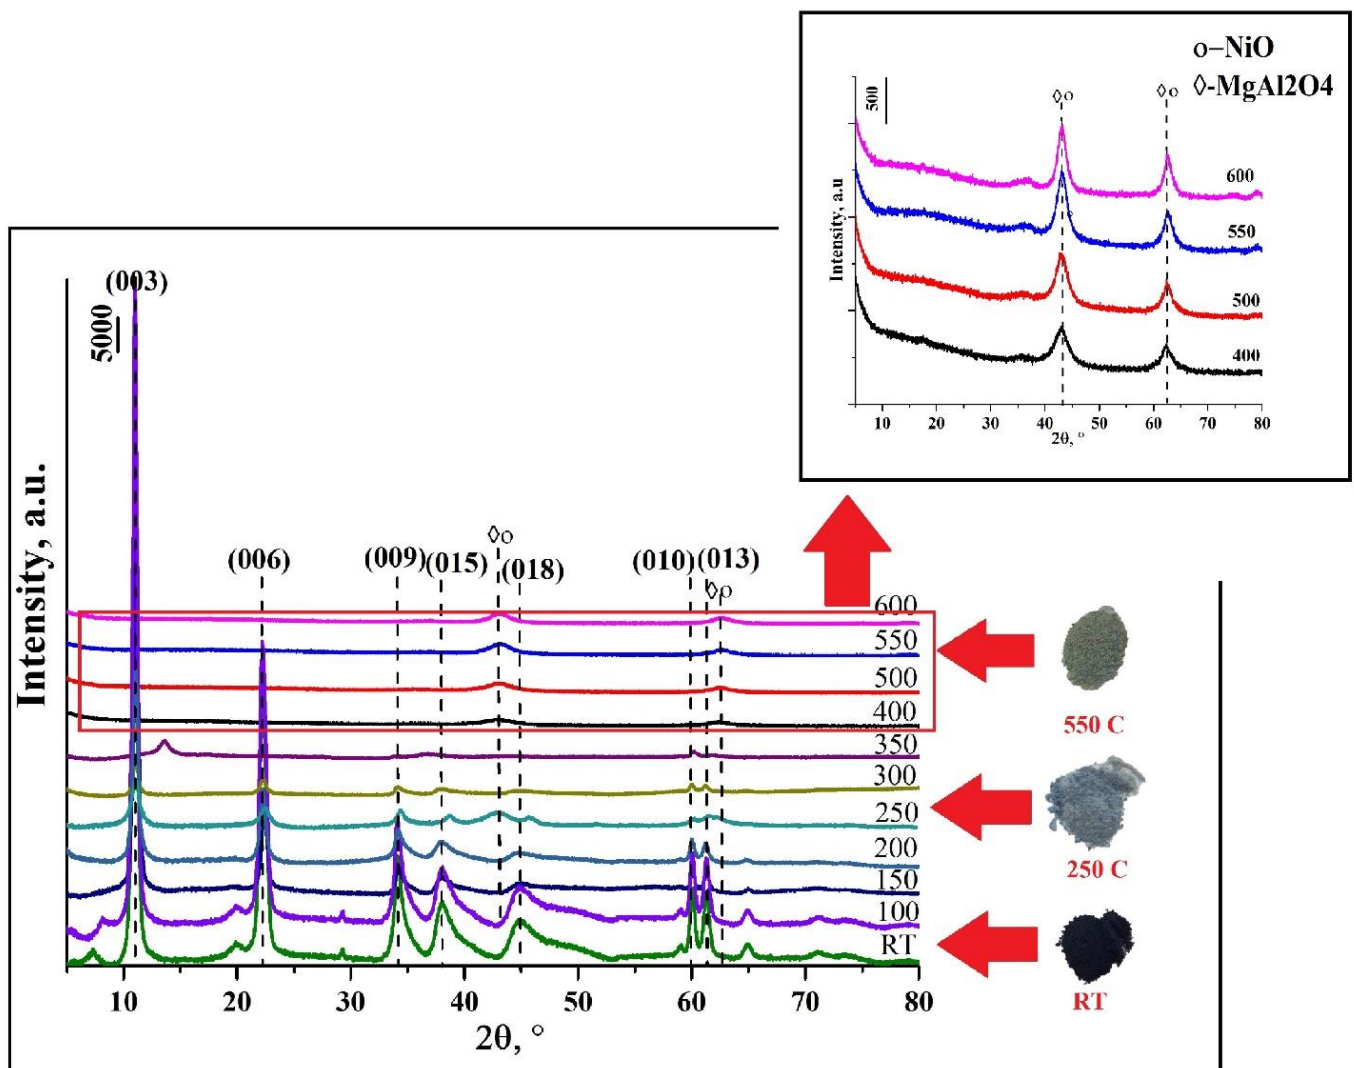 o–NiO
◊-MgAl2O4
500
◊ o
◊ o
Intensity, a.u
600
550
500
400
10 20 30 40 50 60 70 80
2θ, °
(003)
5000
Intensity, a.u.
◊o
(006)
(009)
(015)
(018)
(010)
(013)
◊o
600
550
500
400
350
300
250
200
150
100
RT
10 20 30 40 50 60 70 80
2θ, °
550 C
250 C
RT